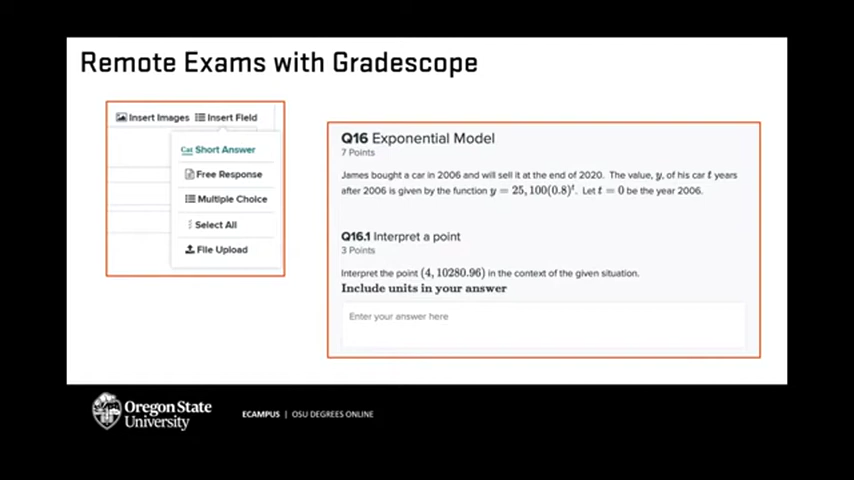 Remote Exams with Gradescope
Insert Images Insert Field
Cat Short Answer
Free Response
Multiple Choice
Select All
File Upload
Q16 Exponential Model
7 Points
James bought a car in 2006 and will sell it at the end of 2020. The value, y, of his car t years
after 2006 is given by the function y = 25,100(0.8)^t. Let t = 0 be the year 2006.
Q16.1 Interpret a point
3 Points
Interpret the point (4, 10280.96) in the context of the given situation.
Include units in your answer
Enter your answer here
Oregon State
University
ECAMPUS | OSU DEGREES ONLINE